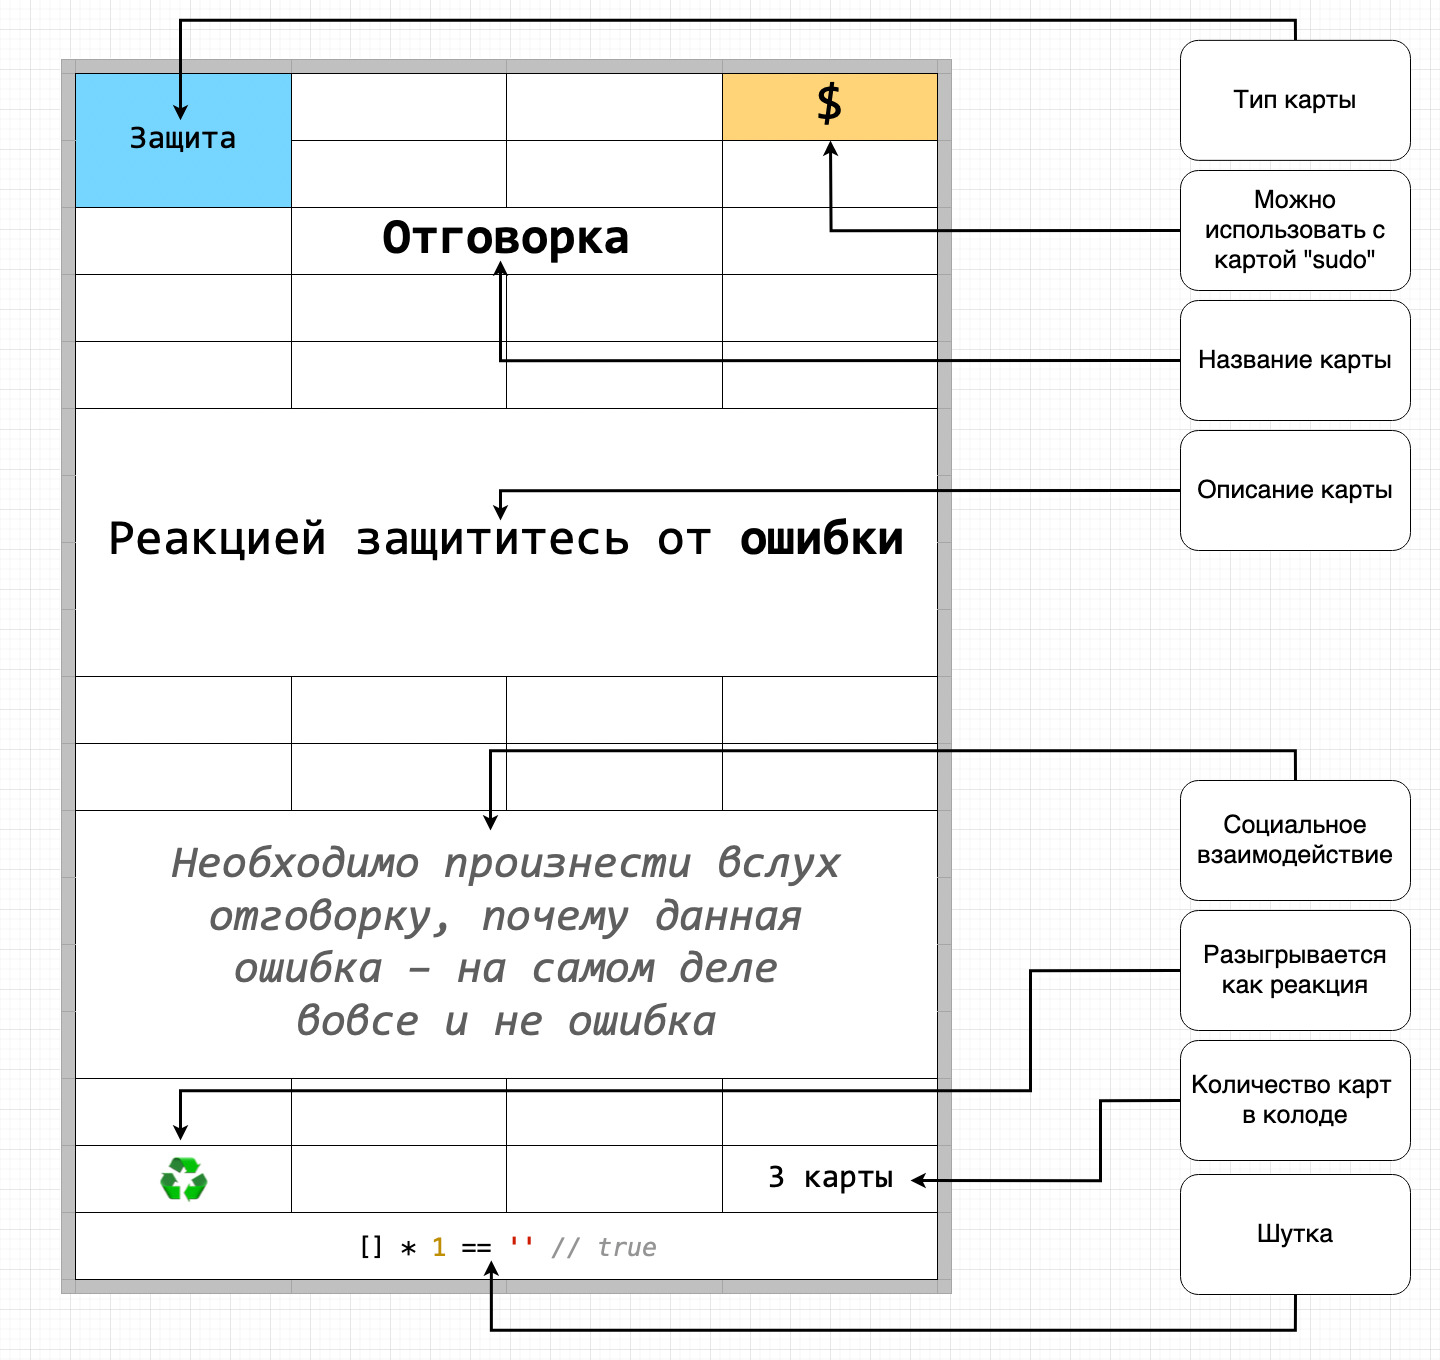 Защита
$
Отговорка
Реакцией защититесь от ошибки
Необходимо произнести вслух
отговорку, почему данная
ошибка – на самом деле
вовсе и не ошибка
3 карты
[] * 1 == '' // true
Тип карты
Можно
использовать с
картой "sudo"
Название карты
Описание карты
Социальное
взаимодействие
Разыгрывается
как реакция
Количество карт
в колоде
Шутка